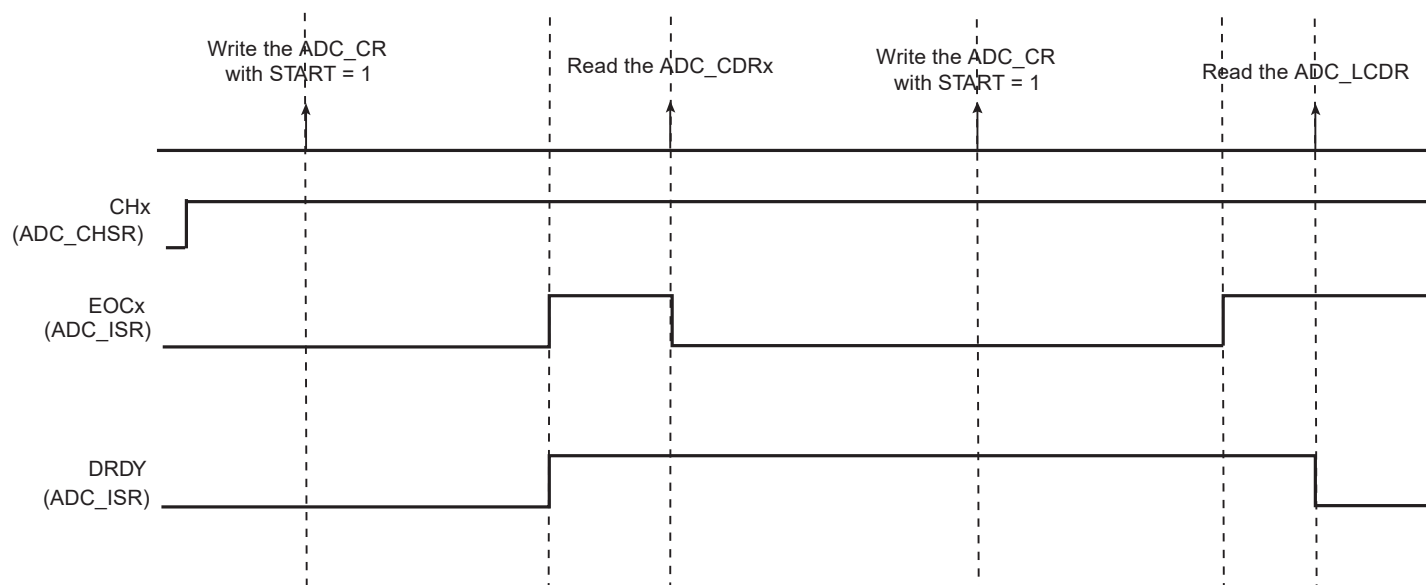 Write the ADC_CR
with START = 1
Read the ADC_CDRx
Write the ADC_CR
with START = 1
Read the ADC_LCDR
CHx
(ADC_CHSR)
EOCx
(ADC_ISR)
DRDY
(ADC_ISR)